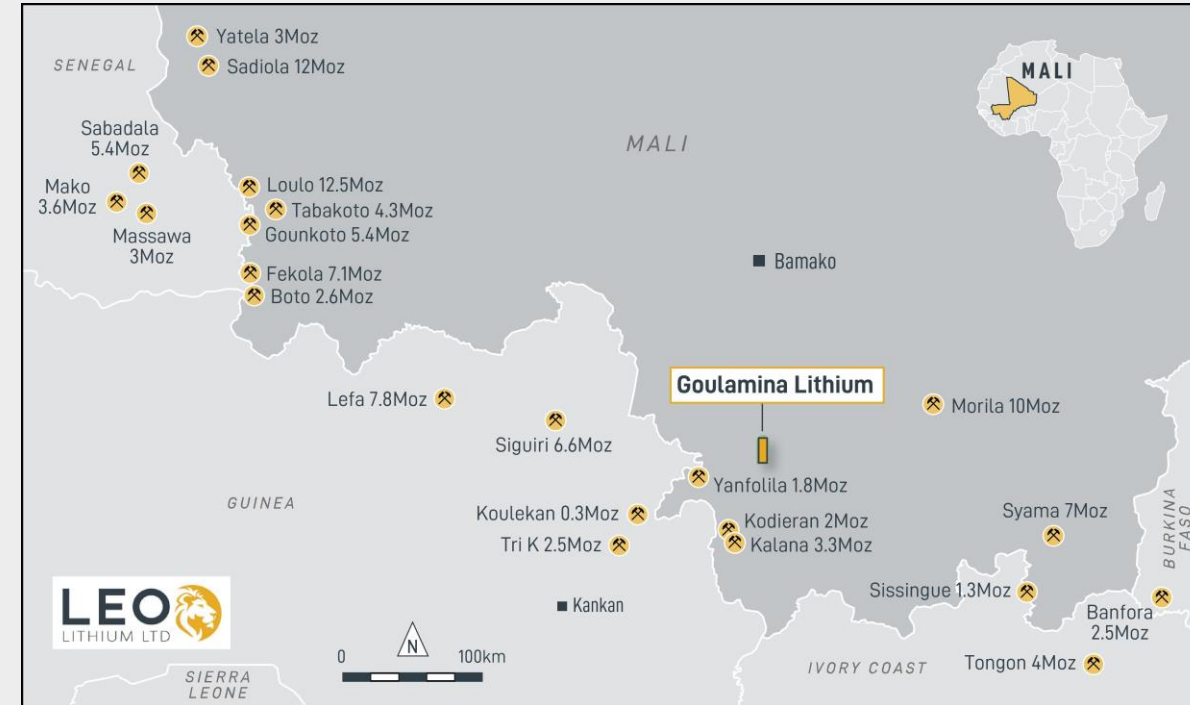 Yatela 3Moz
SENEGAL
Sadiola 12Moz
MALI
MALI
Sabadala
5.4Moz
Mako
3.6Moz
Massawa
3Moz
Loulo 12.5Moz
Tabakoto 4.3Moz
Gounkoto 5.4Moz
Fekola 7.1Moz
Boto 2.6Moz
Bamako
Lefa 7.8Moz
Goulamina Lithium
Morila 10Moz
Siguiri 6.6Moz
Yanfolila 1.8Moz
GUINEA
Koulekan 0.3Moz
Kodieran 2Moz
Syama 7Moz
Tri K 2.5Moz
Kalana 3.3Moz
BURKINA
FASO
Sissingue 1.3Moz
Kankan
Banfora
2.5Moz
LEO
LITHIUM LTD
N
0
100km
IVORY COAST
Tongon 4Moz
SIERRA
LEONE